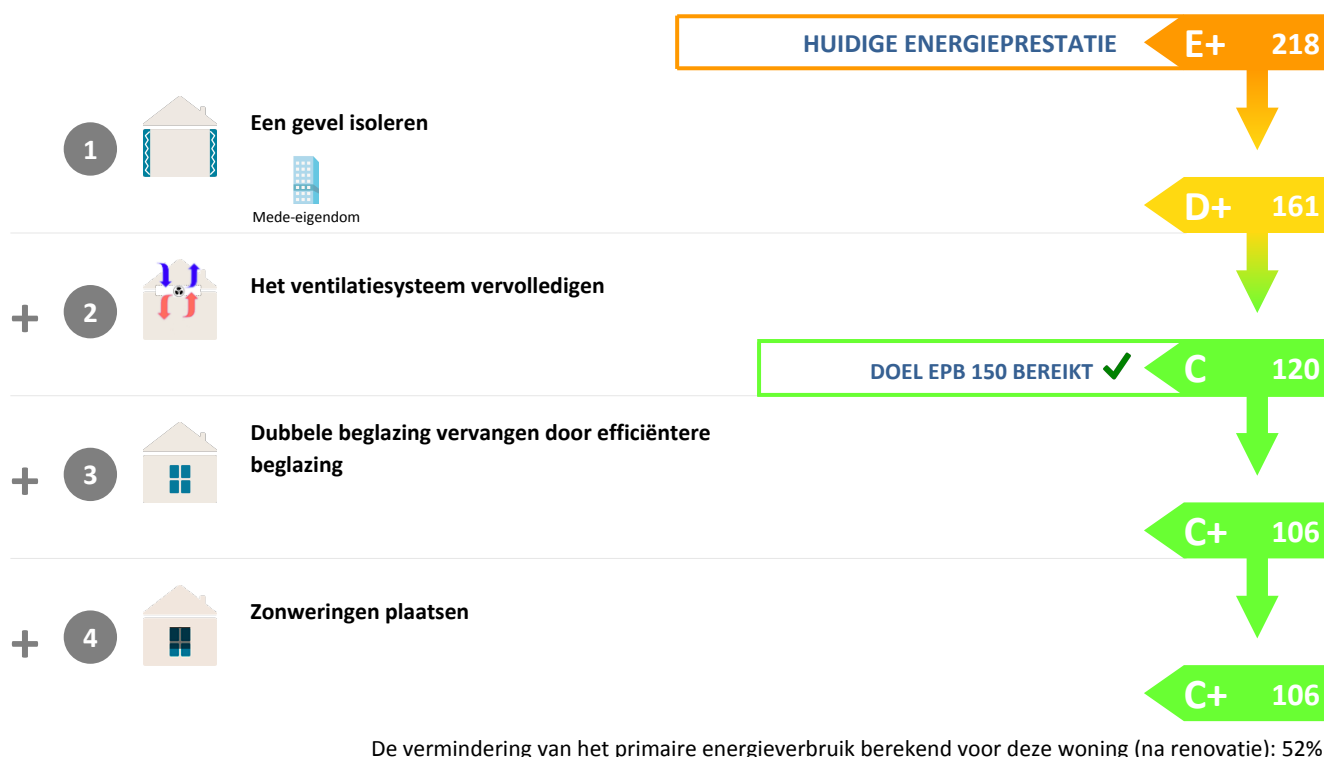 HUIDIGE ENERGIEPRESTATIE E+ 218
1 Een gevel isoleren
Mede-eigendom
D+ 161
+ 2 Het ventilatiesysteem vervolledigen
DOEL EPB 150 BEREIKT ✓ C 120
+ 3 Dubbele beglazing vervangen door efficiëntere
beglazing
C+ 106
+ 4 Zonweringen plaatsen
C+ 106
De vermindering van het primaire energieverbruik berekend voor deze woning (na renovatie): 52%